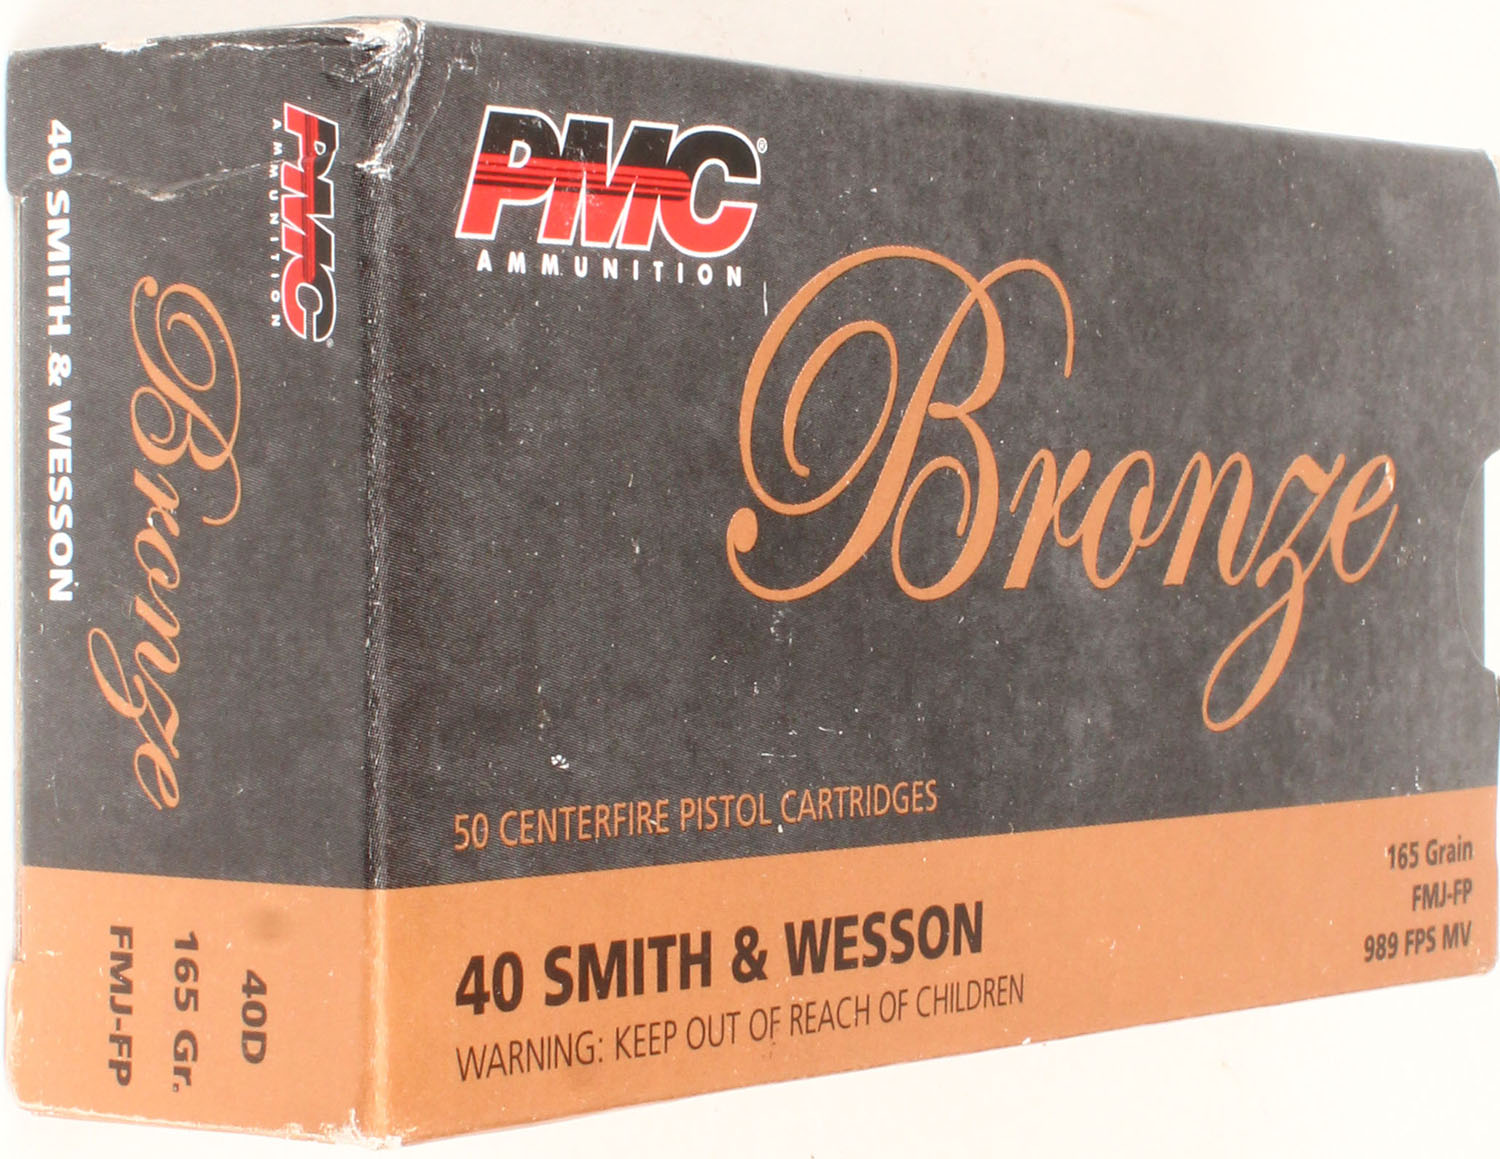 PMC®
AMMUNITION
Bronze
50 CENTERFIRE PISTOL CARTRIDGES
165 Grain
FMJ-FP
989 FPS MV
40 SMITH & WESSON
WARNING: KEEP OUT OF REACH OF CHILDREN
PMC®
AMMUNITION
Bronze
40 SMITH & WESSON
40D
165 Gr.
FMJ-FP